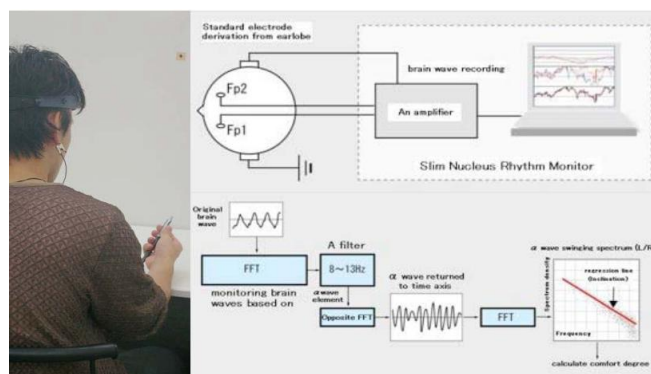 Standard electrode
derivation from earlobe
brain wave recording
Fp2
Fp1
An amplifier
Slim Nucleus Rhythm Monitor
Original
brain
wave
A filter
FFT
8～13Hz
monitoring brain
waves based on
α wave
element
Opposite FFT
α wave returned
to time axis
FFT
α wave swinging spectrum (L/R
Spectrum density
regression line
(Inclination)
Frequency
calculate comfort degree